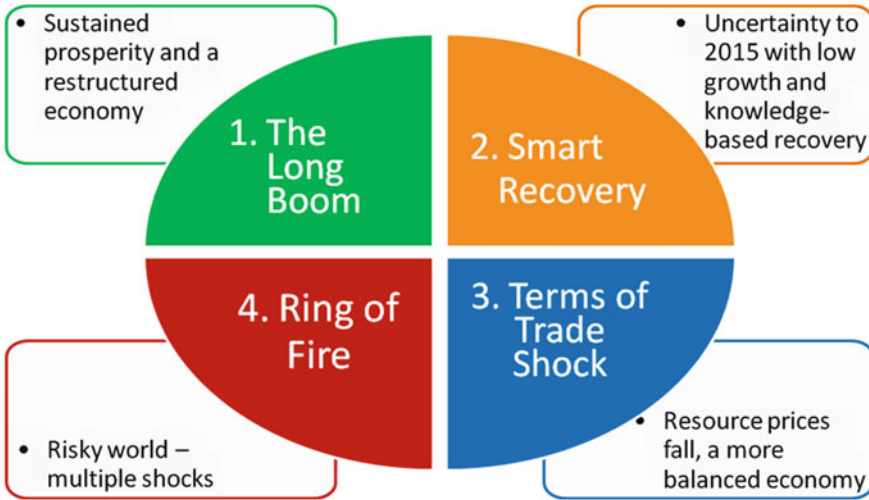 • Sustained
prosperity and a
restructured
economy
1. The
Long
Boom
• Uncertainty to
2015 with low
growth and
knowledge-
based recovery
2. Smart
Recovery
4. Ring of
Fire
• Risky world –
multiple shocks
3. Terms of
Trade
Shock
• Resource prices
fall, a more
balanced economy